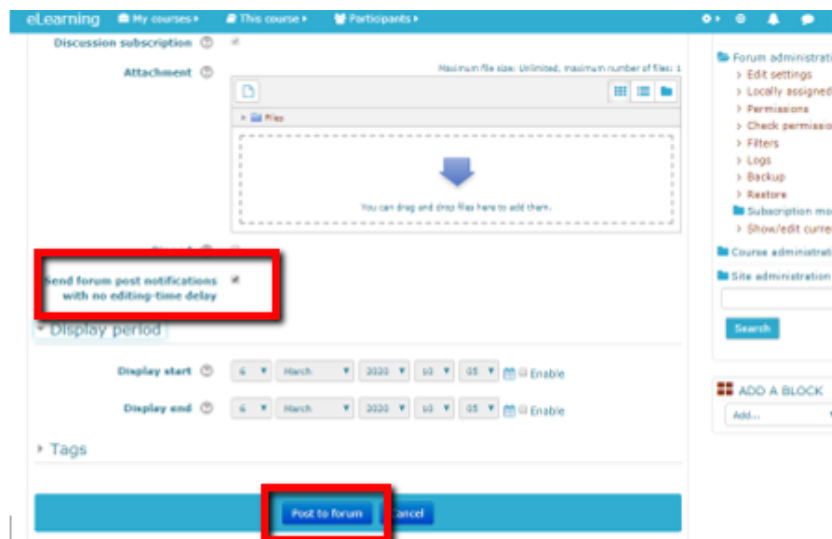 eLearning My courses This course Participants
Discussion subscription
Attachment
Maximum file size: Unlimited, maximum number of files: 1
Files
You can drag and drop files here to add them.
Send forum post notifications
with no editing-time delay
Display period
Display start 6 March 2020 10 05 Enable
Display end 6 March 2020 10 05 Enable
Tags
Post to forum Cancel
Forum administrati
Edit settings
Locally assigned
Permissions
Check permissio
Filters
Logs
Backup
Restore
Subscription mo
Show/edit curre
Course administrat
Site administration
Search
ADD A BLOCK
Add...